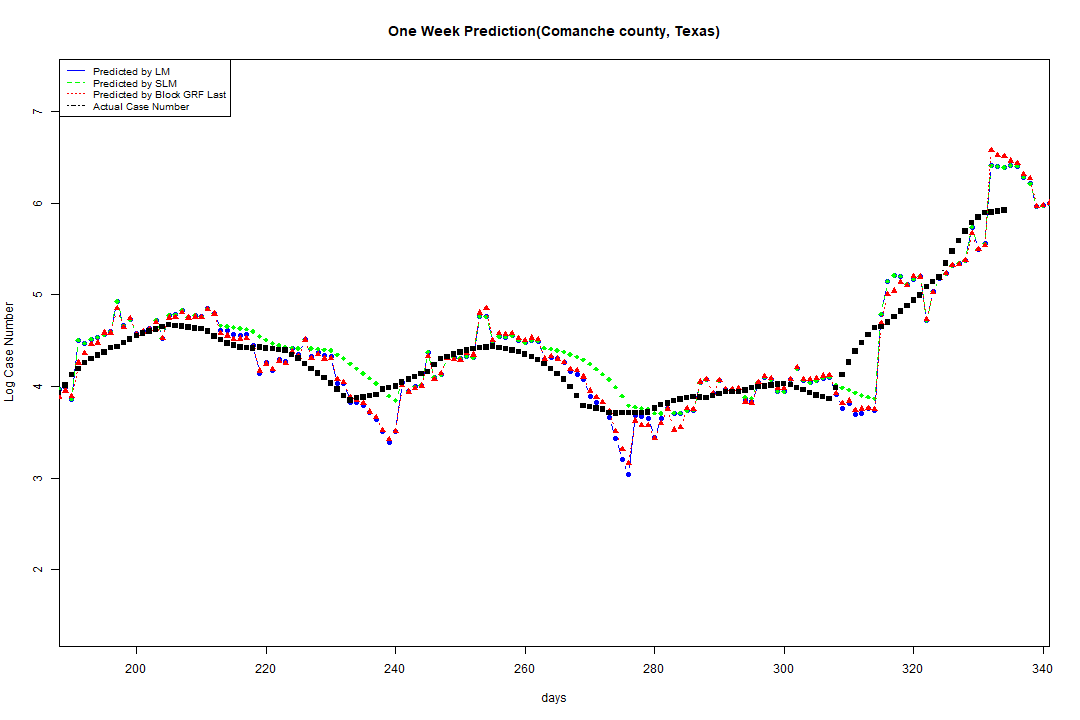 One Week Prediction(Comanche county, Texas)
Predicted by LM
Predicted by SLM
Predicted by Block GRF Last
Actual Case Number
7
6
5
4
3
2
Log Case Number
200 220 240 260 280 300 320 340
days